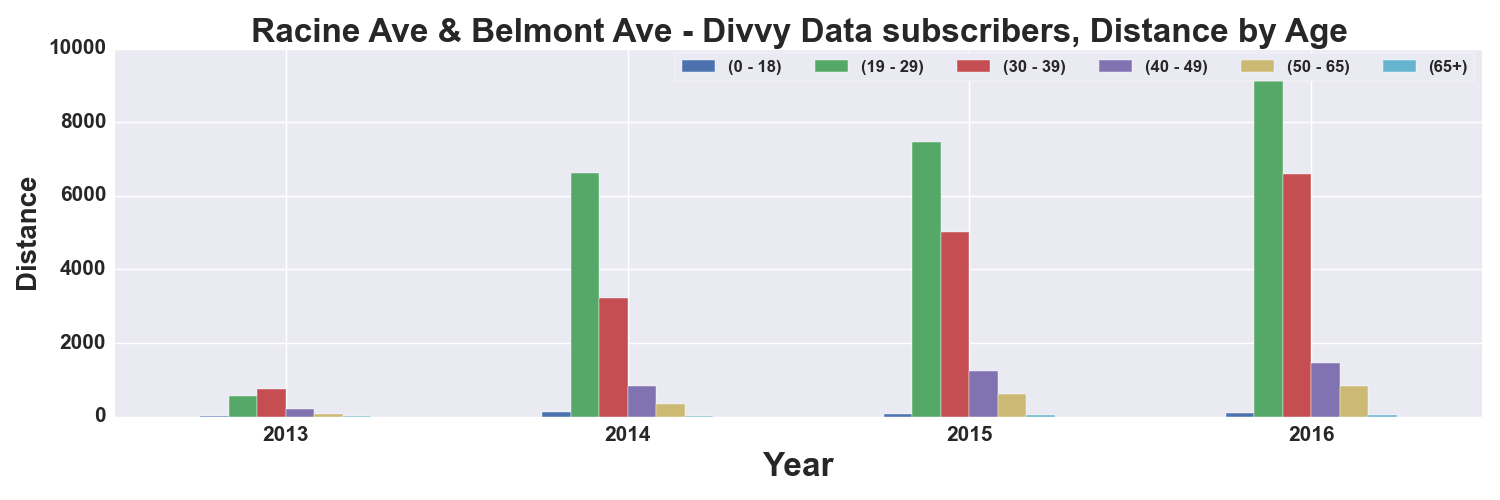 Racine Ave & Belmont Ave - Divvy Data subscribers, Distance by Age
(0 - 18) (19 - 29) (30 - 39) (40 - 49) (50 - 65) (65+)
10000
8000
6000
4000
2000
0
Distance
2013 2014 2015 2016
Year